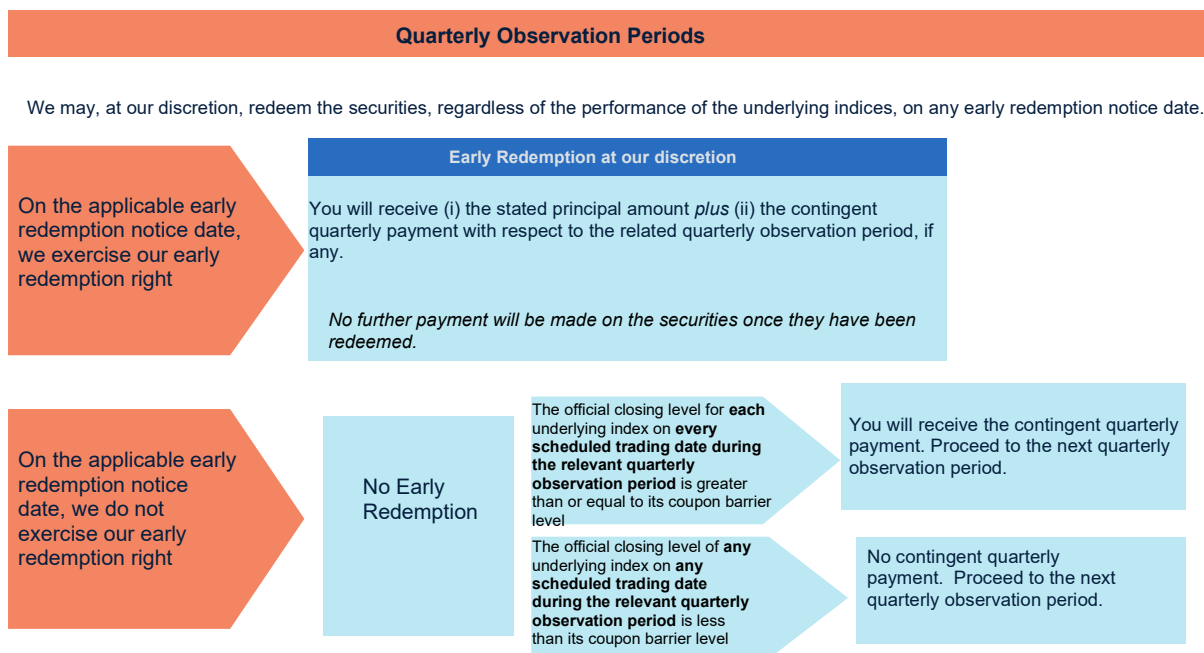 Quarterly Observation Periods
We may, at our discretion, redeem the securities, regardless of the performance of the underlying indices, on any early redemption notice date.
On the applicable early
redemption notice date,
we exercise our early
redemption right
Early Redemption at our discretion
You will receive (i) the stated principal amount plus (ii) the contingent
quarterly payment with respect to the related quarterly observation period, if
any.
No further payment will be made on the securities once they have been
redeemed.
On the applicable early
redemption notice
date, we do not
exercise our early
redemption right
No Early
Redemption
The official closing level for each
underlying index on every
scheduled trading date during
the relevant quarterly
observation period is greater
than or equal to its coupon barrier
level
You will receive the contingent quarterly
payment. Proceed to the next quarterly
observation period.
The official closing level of any
underlying index on any
scheduled trading date
during the relevant quarterly
observation period is less
than its coupon barrier level
No contingent quarterly
payment.  Proceed to the next
quarterly observation period.